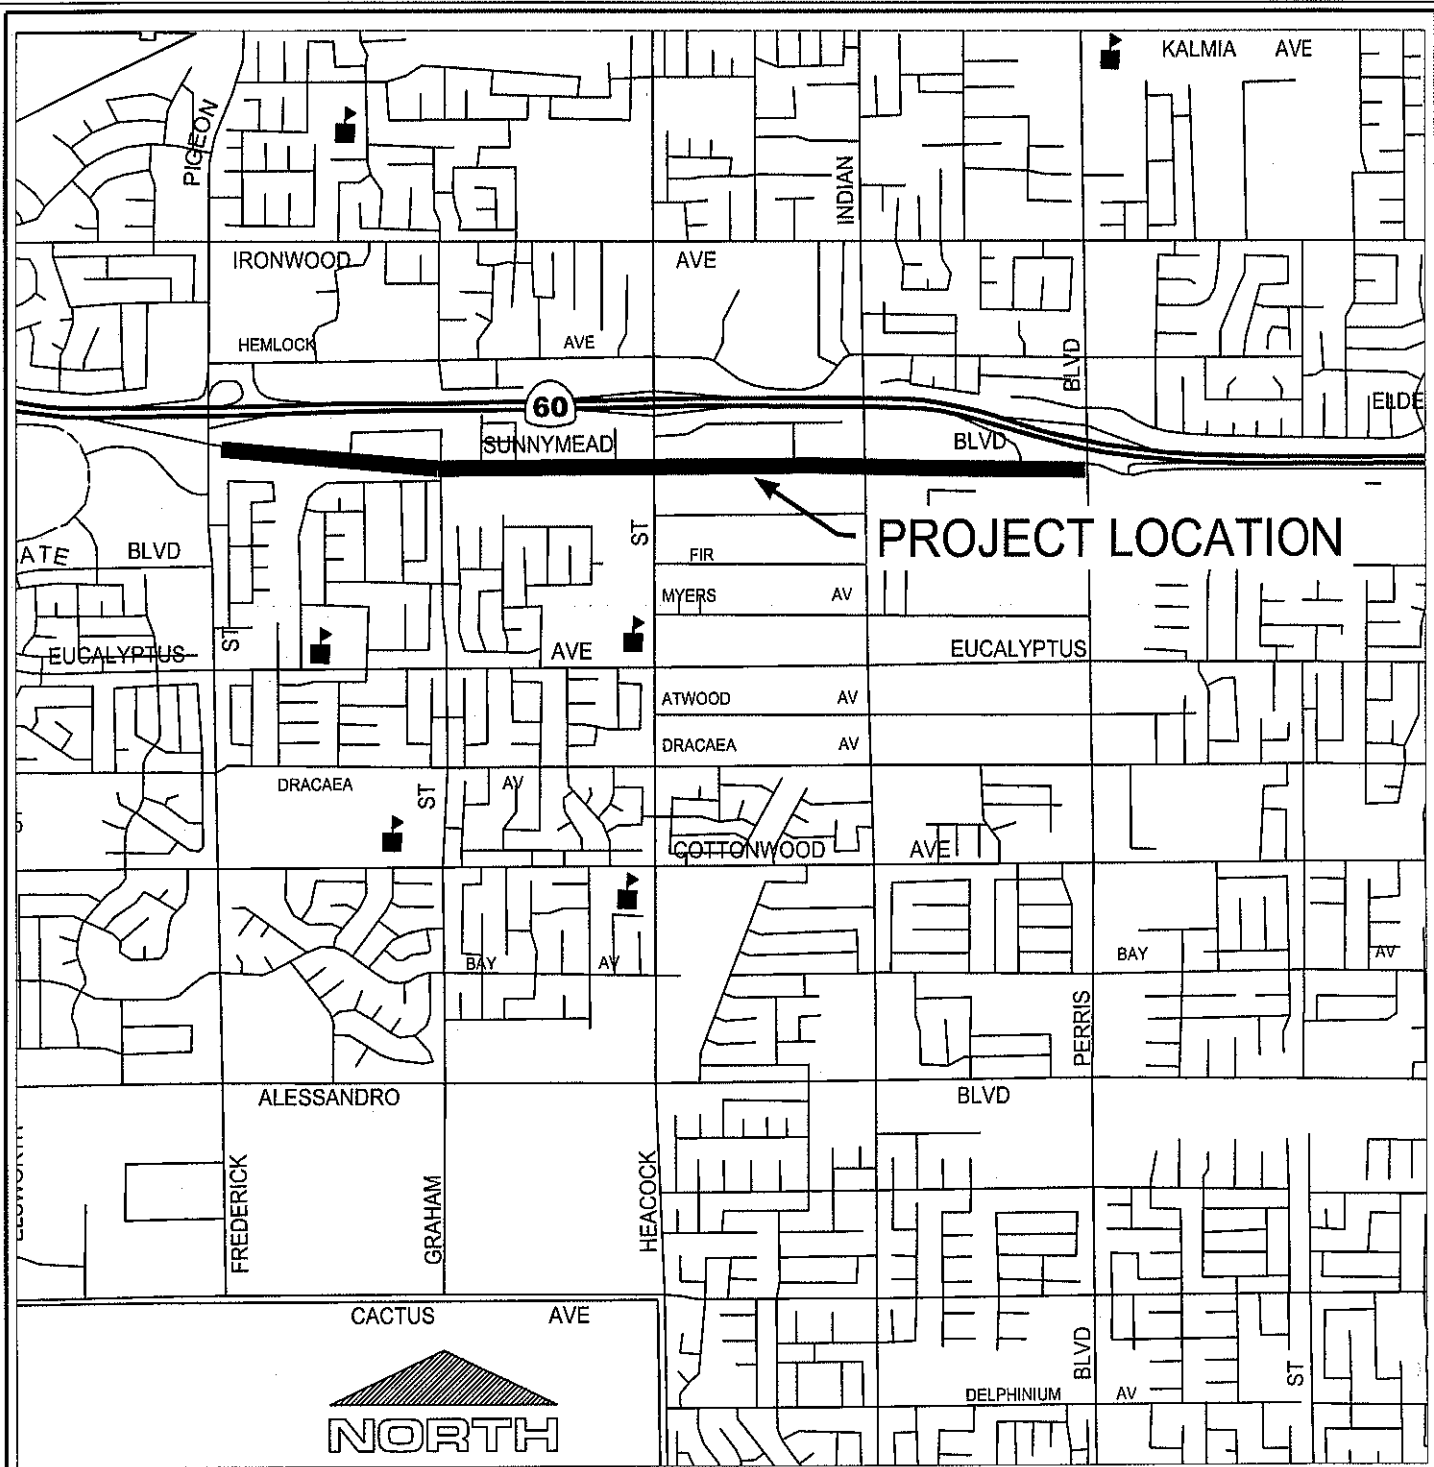 KALMIA AVE
PIGEON
INDIAN
IRONWOOD AVE
HEMLOCK AVE
BLVD
60
SUNNYMEAD BLVD
ELDE
PROJECT LOCATION
ATE BLVD
ST
FIR
MYERS AV
ST
EUCALYPTUS AVE EUCALYPTUS
ATWOOD AV
DRACAEA AV
DRACAEA AV
ST
COTTONWOOD AVE
BAY AV BAY AV
PERRIS
ALESSANDRO BLVD
FREDERICK
GRAHAM
HEACOCK
CACTUS AVE
BLVD
ST
DELPHINIUM AV
NORTH